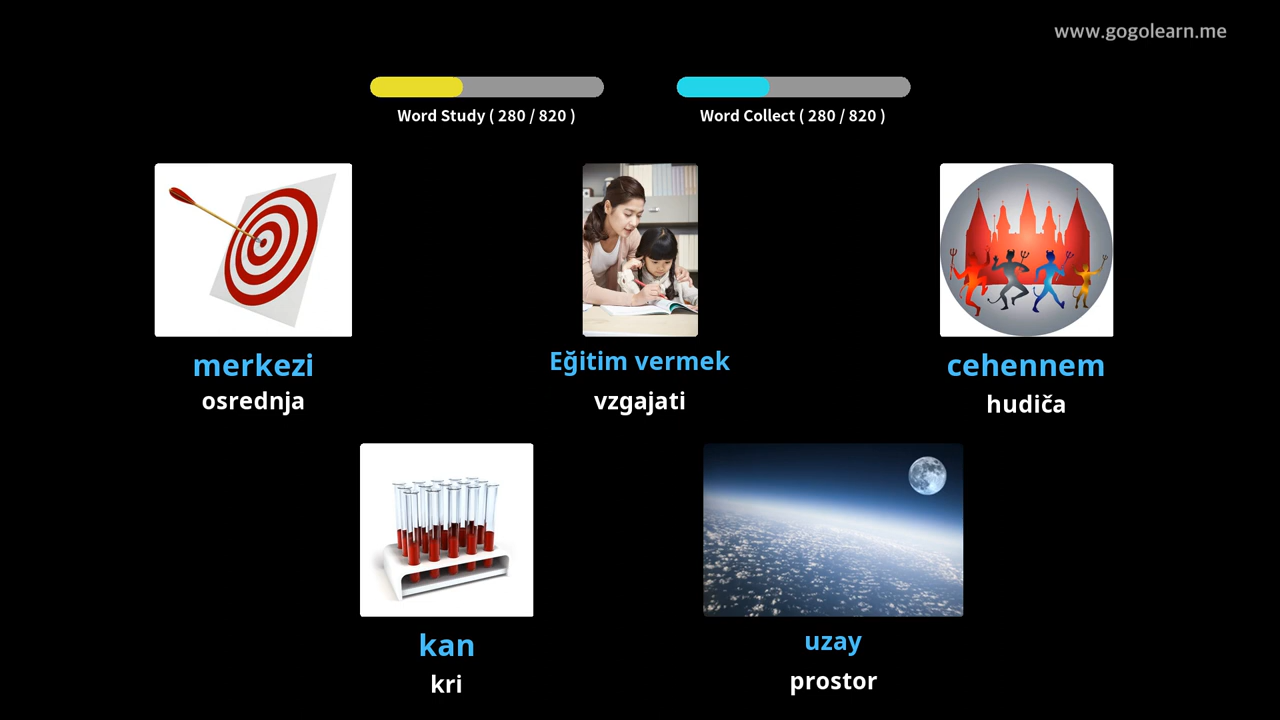 www.gogolearn.me
Word Study ( 280 / 820 )
Word Collect ( 280 / 820 )
merkezi
osrednja
Eğitim vermek
vzgajati
cehennem
hudiča
kan
kri
uzay
prostor